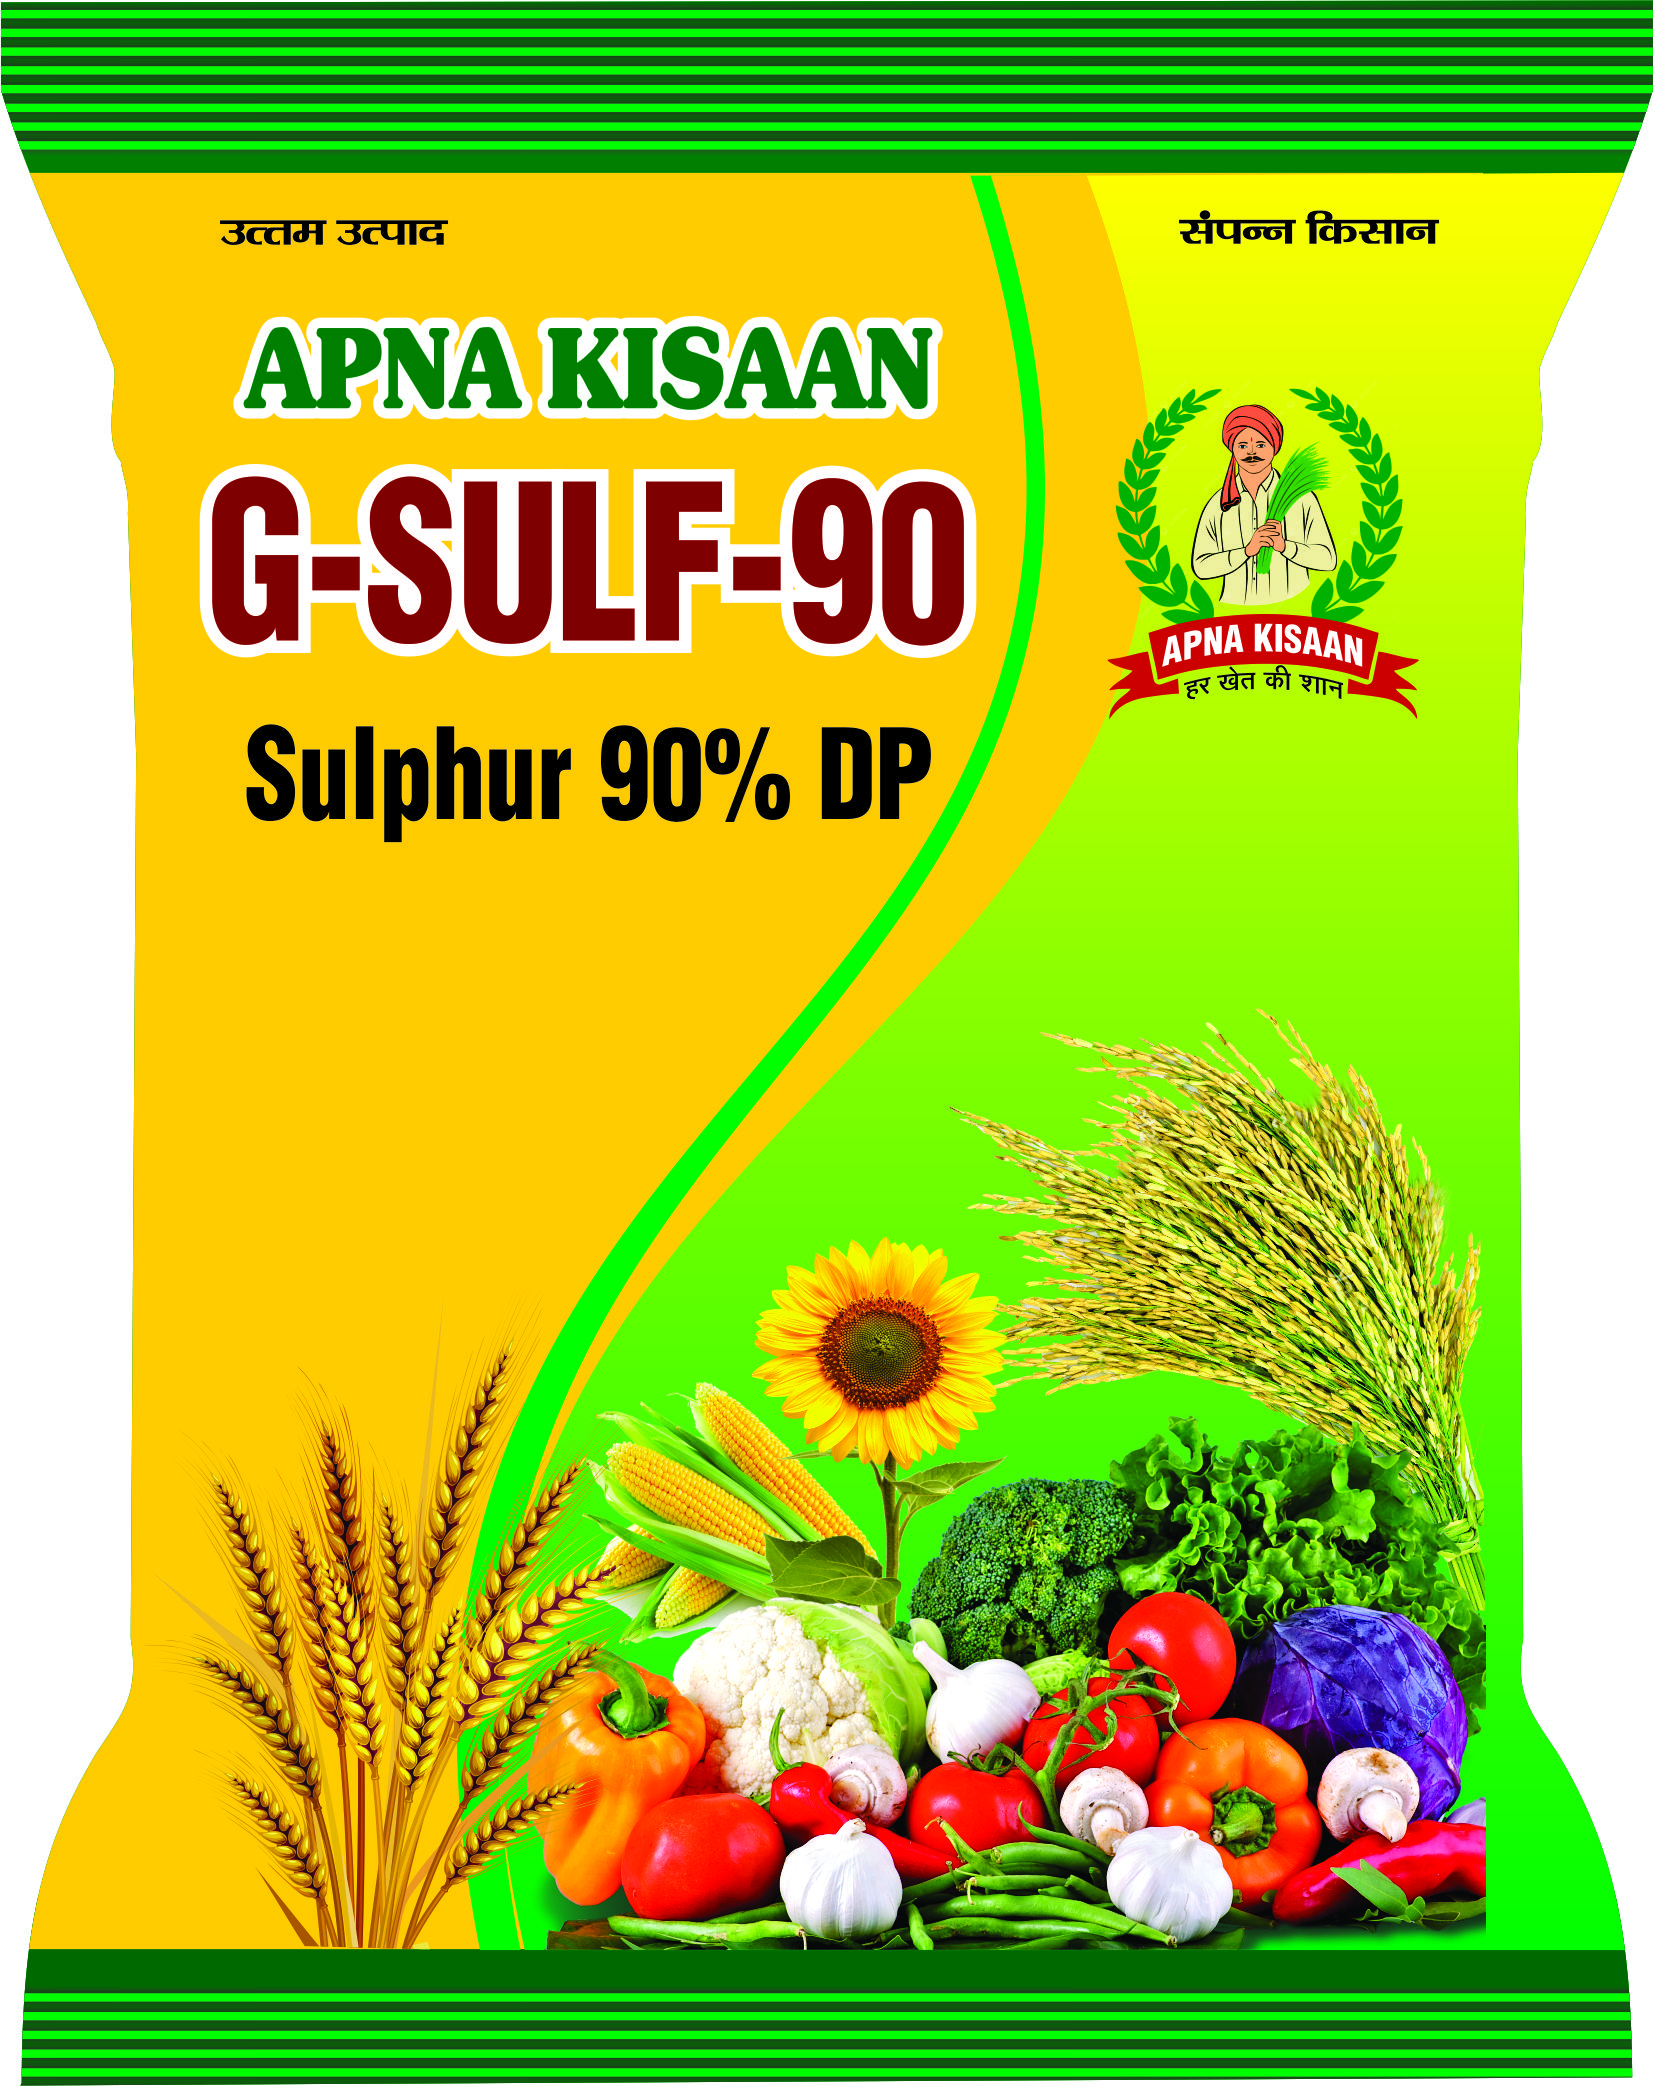 उत्तम उत्पाद
संपन्न किसान
APNA KISAAN
G-SULF-90
Sulphur 90% DP
APNA KISAAN
हर खेत की शान